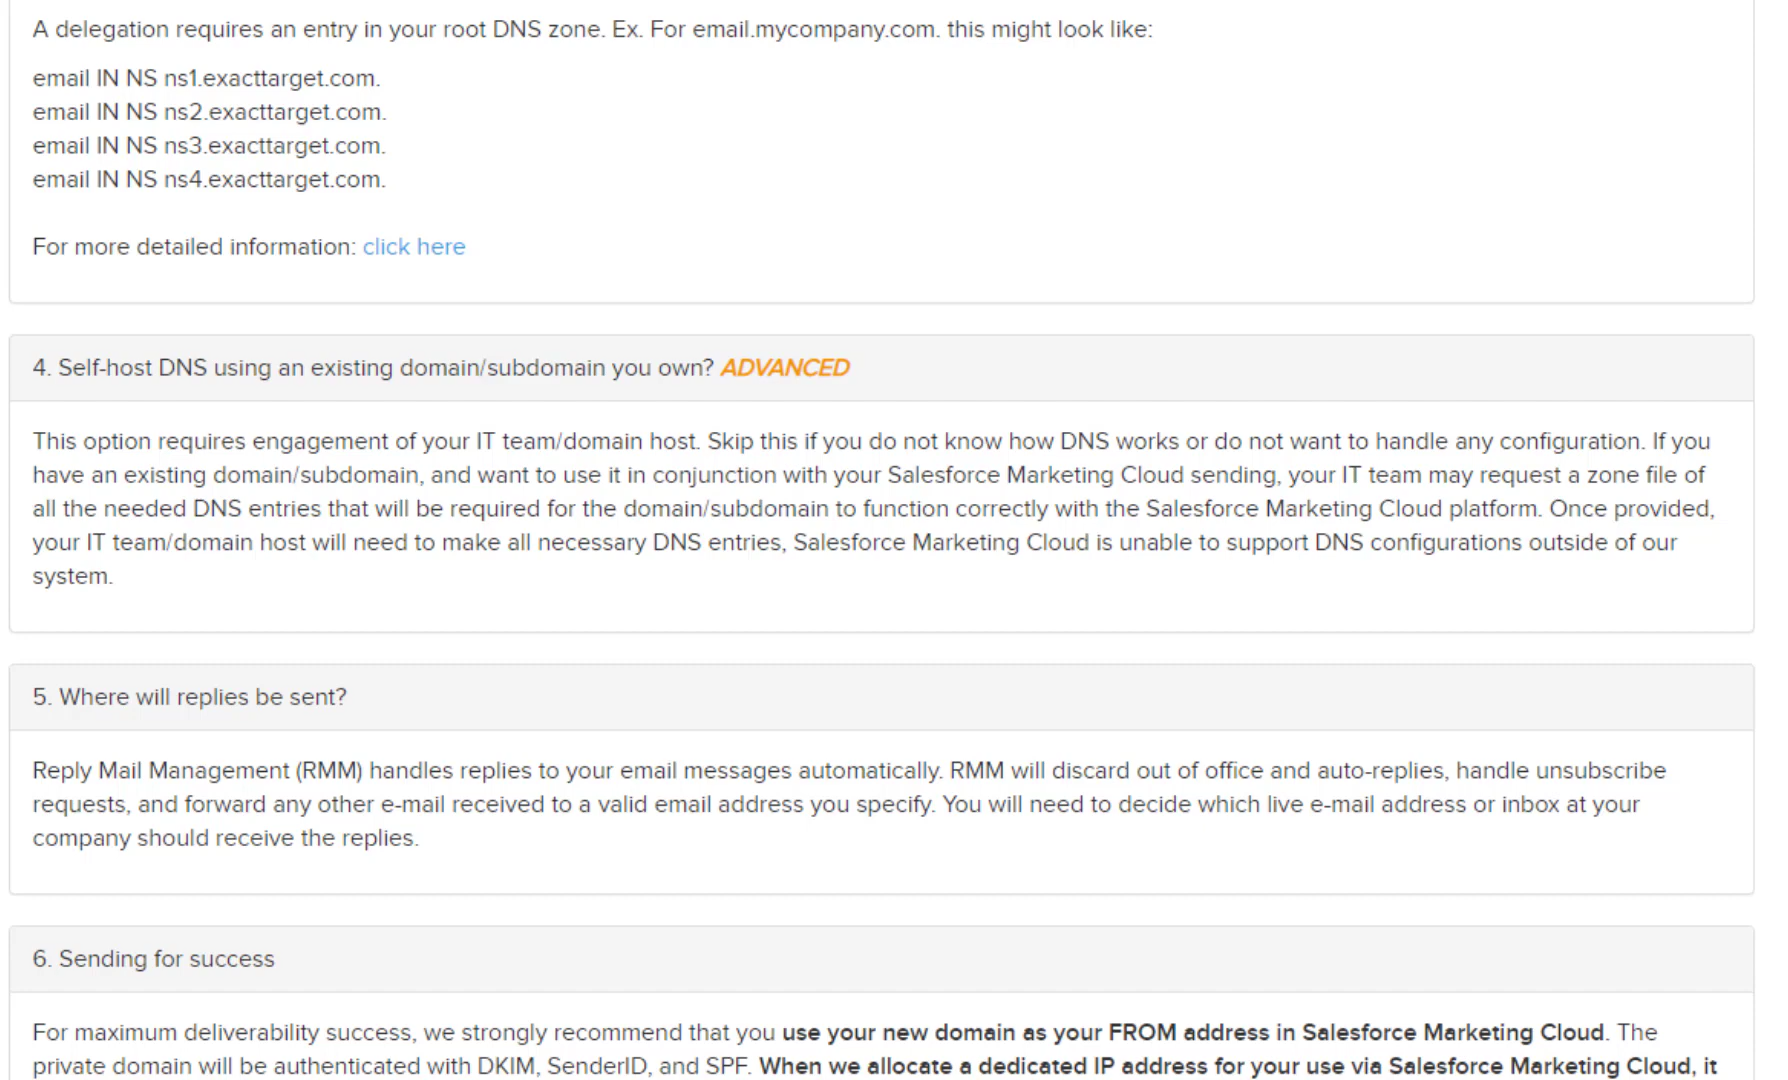 A delegation requires an entry in your root DNS zone. Ex. For email.mycompany.com. this might look like:
email IN NS ns1.exacttarget.com.
email IN NS ns2.exacttarget.com.
email IN NS ns3.exacttarget.com.
email IN NS ns4.exacttarget.com.
For more detailed information: click here
4. Self-host DNS using an existing domain/subdomain you own? ADVANCED
This option requires engagement of your IT team/domain host. Skip this if you do not know how DNS works or do not want to handle any configuration. If you
have an existing domain/subdomain, and want to use it in conjunction with your Salesforce Marketing Cloud sending, your IT team may request a zone file of
all the needed DNS entries that will be required for the domain/subdomain to function correctly with the Salesforce Marketing Cloud platform. Once provided,
your IT team/domain host will need to make all necessary DNS entries, Salesforce Marketing Cloud is unable to support DNS configurations outside of our
system.
5. Where will replies be sent?
Reply Mail Management (RMM) handles replies to your email messages automatically. RMM will discard out of office and auto-replies, handle unsubscribe
requests, and forward any other e-mail received to a valid email address you specify. You will need to decide which live e-mail address or inbox at your
company should receive the replies.
6. Sending for success
For maximum deliverability success, we strongly recommend that you use your new domain as your FROM address in Salesforce Marketing Cloud. The
private domain will be authenticated with DKIM, SenderID, and SPF. When we allocate a dedicated IP address for your use via Salesforce Marketing Cloud, it